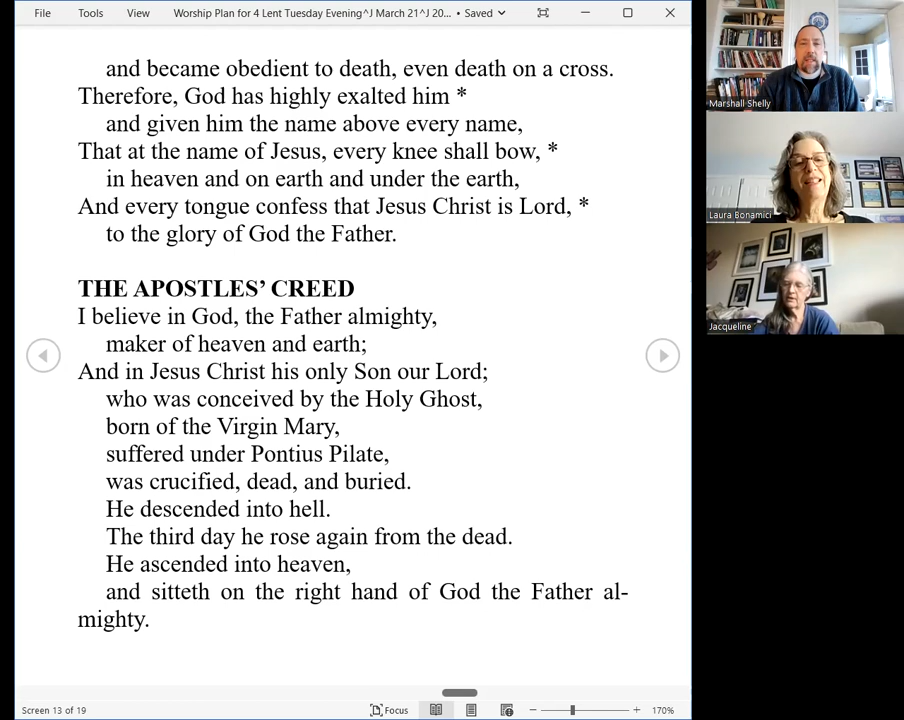 File Tools View Worship Plan for 4 Lent Tuesday Evening^J March 21^J 20... • Saved
and became obedient to death, even death on a cross.
Therefore, God has highly exalted him *
and given him the name above every name,
That at the name of Jesus, every knee shall bow, *
in heaven and on earth and under the earth,
And every tongue confess that Jesus Christ is Lord, *
to the glory of God the Father.
THE APOSTLES’ CREED
I believe in God, the Father almighty,
maker of heaven and earth;
And in Jesus Christ his only Son our Lord;
who was conceived by the Holy Ghost,
born of the Virgin Mary,
suffered under Pontius Pilate,
was crucified, dead, and buried.
He descended into hell.
The third day he rose again from the dead.
He ascended into heaven,
and sitteth on the right hand of God the Father al-
mighty.
Screen 13 of 19 Focus 170%
Marshall Shelly
Laura Bonamici
Jacqueline